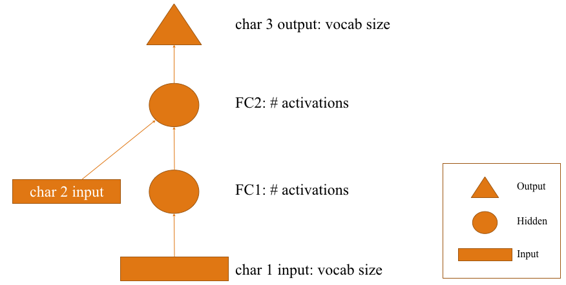 char 3 output: vocab size
FC2: # activations
char 2 input
FC1: # activations
char 1 input: vocab size
Output
Hidden
Input